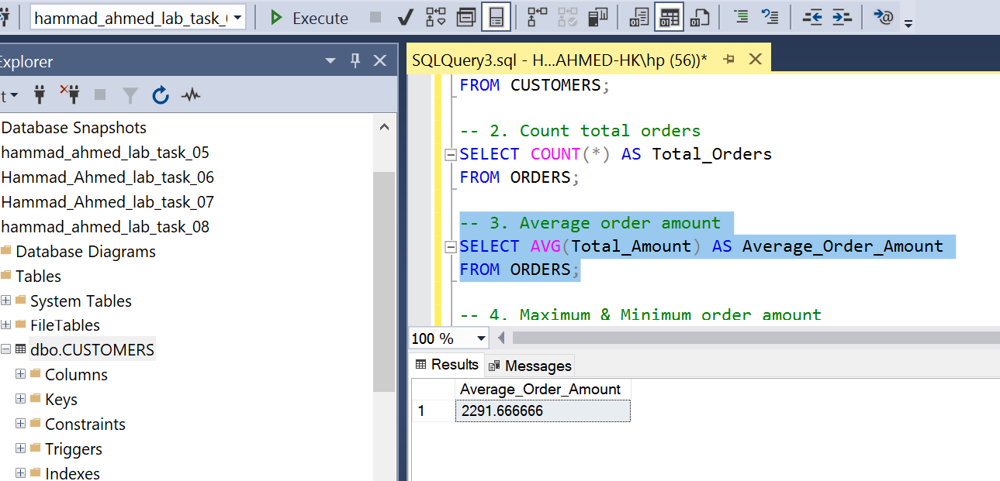 hammad_ahmed_lab_task_(
Execute
Explorer
SQLQuery3.sql - H...AHMED-HK\hp (56))*
t
Database Snapshots
hammad_ahmed_lab_task_05
Hammad_Ahmed_lab_task_06
Hammad_Ahmed_lab_task_07
hammad_ahmed_lab_task_08
Database Diagrams
Tables
System Tables
FileTables
dbo.CUSTOMERS
Columns
Keys
Constraints
Triggers
Indexes
FROM CUSTOMERS;
-- 2. Count total orders
SELECT COUNT(*) AS Total_Orders
FROM ORDERS;
-- 3. Average order amount
SELECT AVG(Total_Amount) AS Average_Order_Amount
FROM ORDERS;
-- 4. Maximum & Minimum order amount
100 %
Results Messages
Average_Order_Amount
1 2291.666666